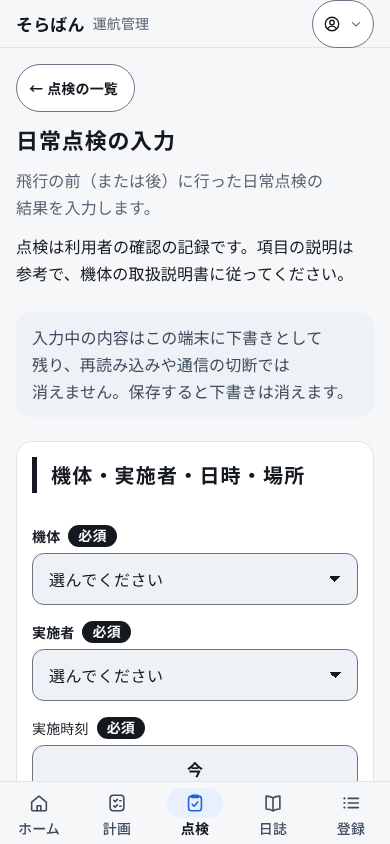 そらばん 運航管理
← 点検の一覧
日常点検の入力
飛行の前（または後）に行った日常点検の
結果を入力します。
点検は利用者の確認の記録です。項目の説明は
参考で、機体の取扱説明書に従ってください。
入力中の内容はこの端末に下書きとして
残り、再読み込みや通信の切断では
消えません。保存すると下書きは消えます。
機体・実施者・日時・場所
機体 必須
選んでください
実施者 必須
選んでください
実施時刻 必須
今
ホーム 計画 点検 日誌 登録